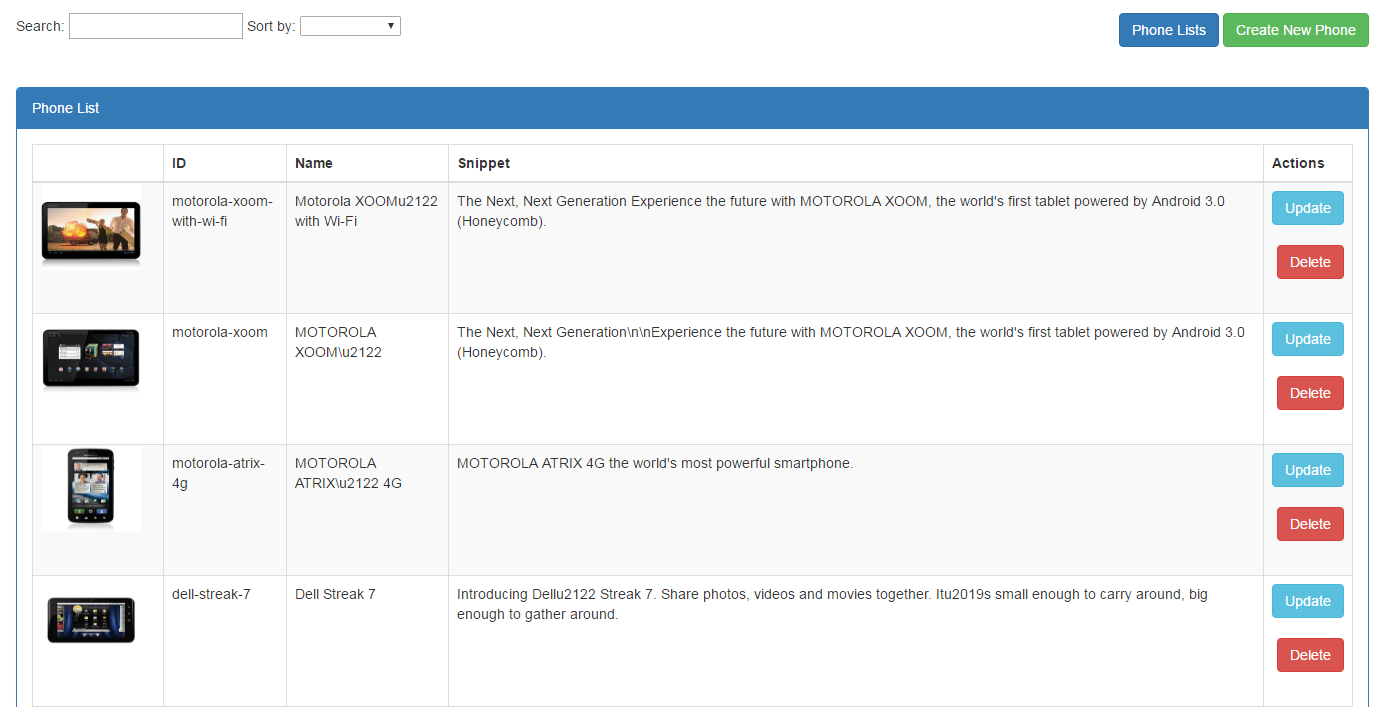 Search: Sort by: Phone Lists Create New Phone
Phone List
ID Name Snippet Actions
motorola-xoom- Motorola XOOMu2122 The Next, Next Generation Experience the future with MOTOROLA XOOM, the world's first tablet powered by Android 3.0 Update
with-wi-fi with Wi-Fi (Honeycomb).
Delete
motorola-xoom MOTOROLA The Next, Next Generation\n\nExperience the future with MOTOROLA XOOM, the world's first tablet powered by Android 3.0 Update
XOOM\u2122 (Honeycomb).
Delete
motorola-atrix- MOTOROLA MOTOROLA ATRIX 4G the world's most powerful smartphone. Update
4g ATRIX\u2122 4G
Delete
dell-streak-7 Dell Streak 7 Introducing Dellu2122 Streak 7. Share photos, videos and movies together. Itu2019s small enough to carry around, big Update
enough to gather around.
Delete